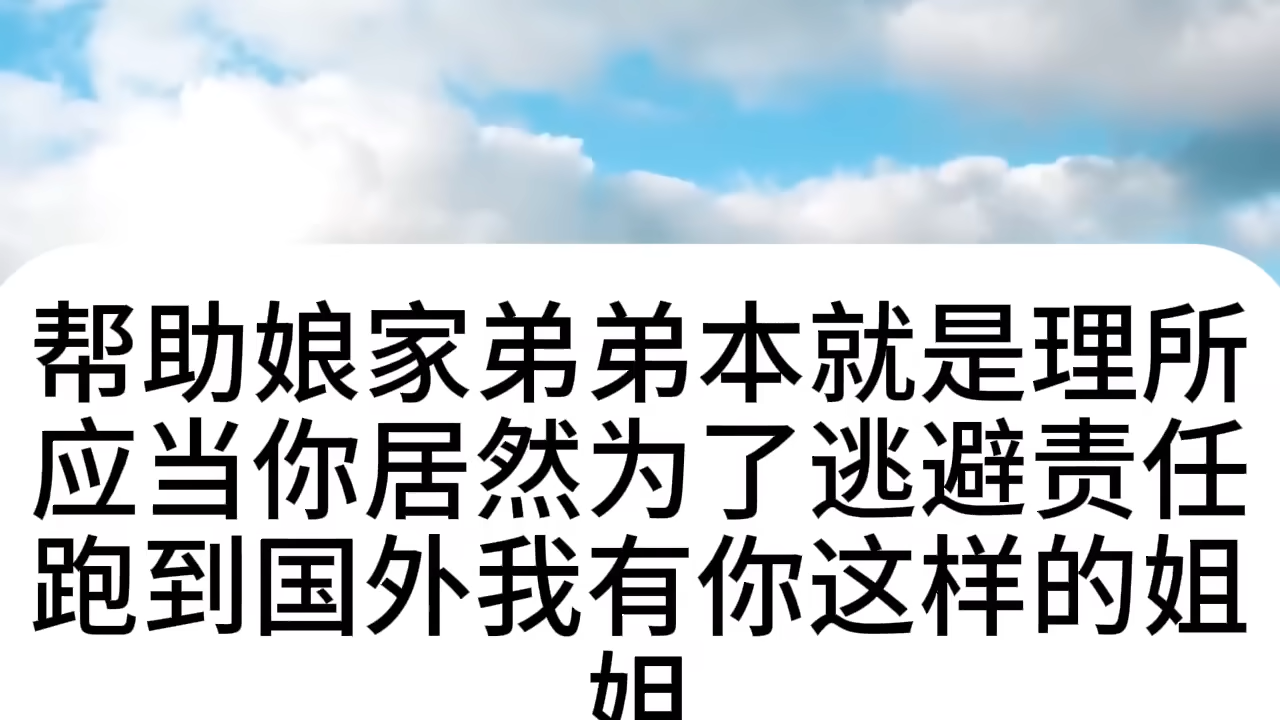 帮助娘家弟弟本就是理所
应当你居然为了逃避责任
跑到国外我有你这样的姐
姐